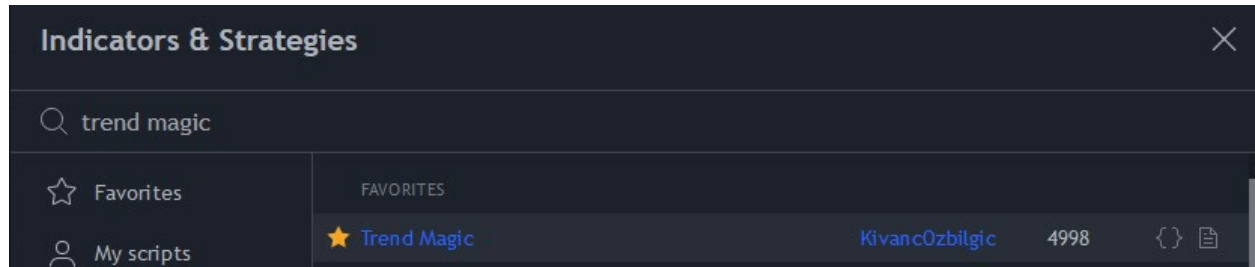 Indicators & Strategies
trend magic
Favorites
FAVORITES
Trend Magic KivancOzbilgic 4998
My scripts